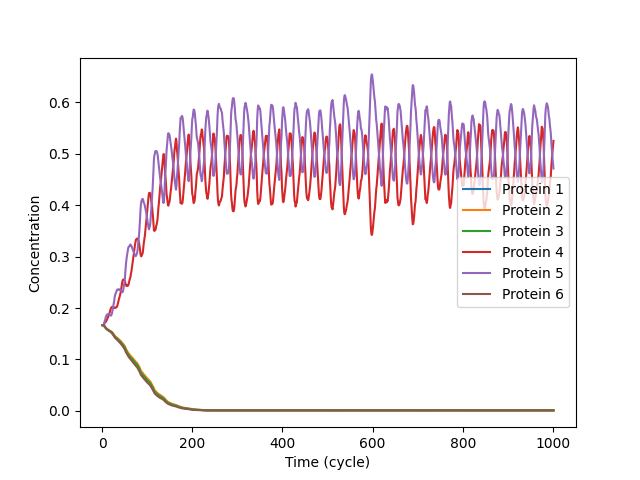 0.6
0.5
0.4
0.3
0.2
0.1
0.0
Concentration
0
200
400
600
800
1000
Time (cycle)
Protein 1
Protein 2
Protein 3
Protein 4
Protein 5
Protein 6